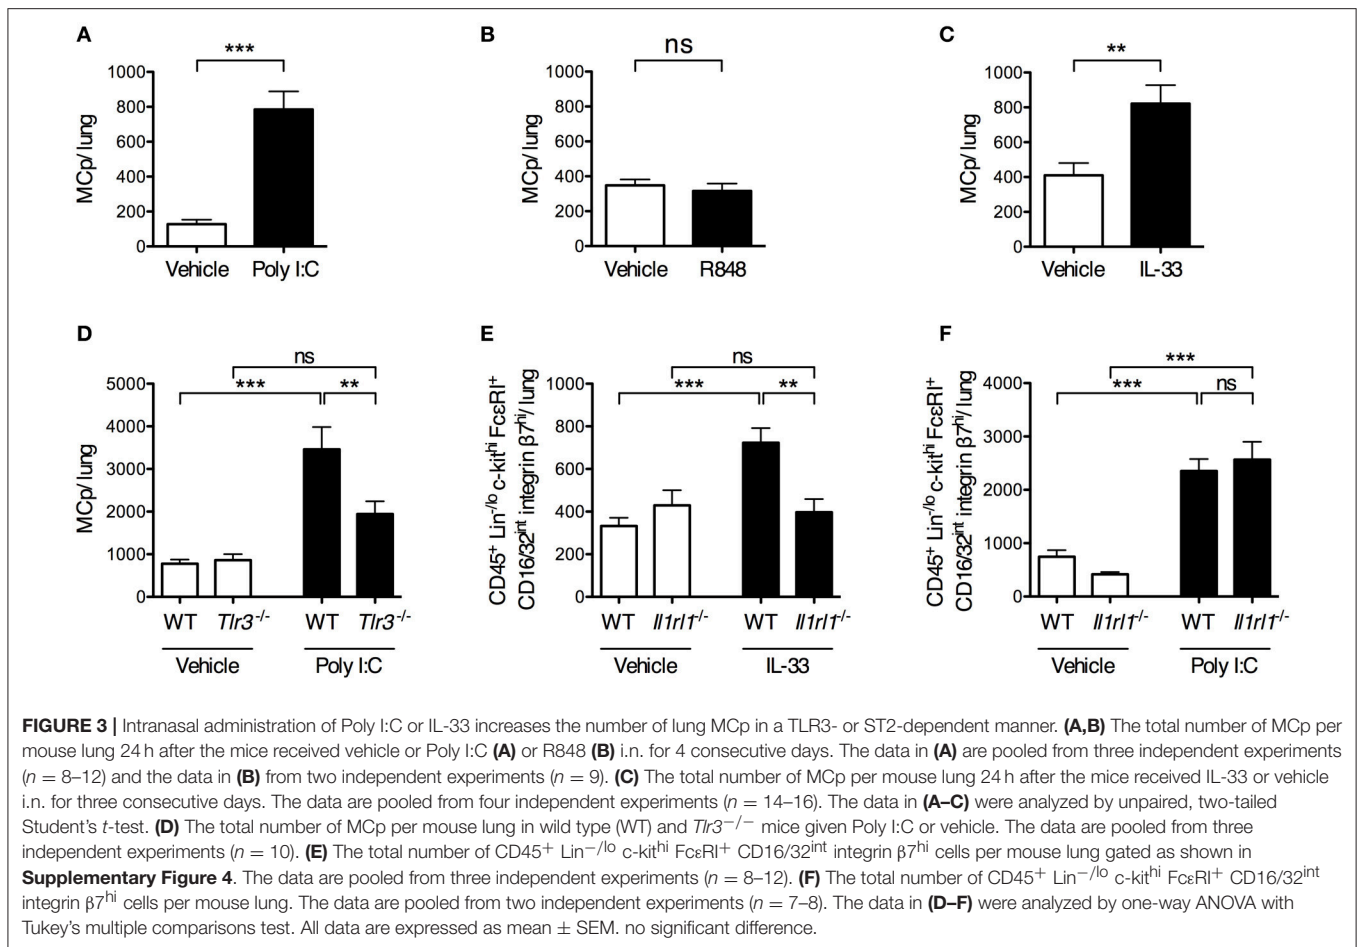 A
***
1000
800
600
400
200
0
MCp/ lung
Vehicle Poly I:C
B
ns
1000
800
600
400
200
0
MCp/ lung
Vehicle R848
C
**
1000
800
600
400
200
0
MCp/ lung
Vehicle IL-33
D
ns
*** **
5000
4000
3000
2000
1000
0
MCp/ lung
WT Tlr3-/- WT Tlr3-/-
Vehicle Poly I:C
E
ns
*** **
1000
800
600
400
200
0
CD45+ Lin-/lo c-kithi FcεRI+
CD16/32int integrin β7hi/ lung
WT Il1rl1-/- WT Il1rl1-/-
Vehicle IL-33
F
***
*** ns
4000
3000
2000
1000
0
CD45+ Lin-/lo c-kithi FcεRI+
CD16/32int integrin β7hi/ lung
WT Il1rl1-/- WT Il1rl1-/-
Vehicle Poly I:C
FIGURE 3 | Intranasal administration of Poly I:C or IL-33 increases the number of lung MCp in a TLR3- or ST2-dependent manner. (A,B) The total number of MCp per
mouse lung 24 h after the mice received vehicle or Poly I:C (A) or R848 (B) i.n. for 4 consecutive days. The data in (A) are pooled from three independent experiments
(n = 8–12) and the data in (B) from two independent experiments (n = 9). (C) The total number of MCp per mouse lung 24 h after the mice received IL-33 or vehicle
i.n. for three consecutive days. The data are pooled from four independent experiments (n = 14–16). The data in (A–C) were analyzed by unpaired, two-tailed
Student's t-test. (D) The total number of MCp per mouse lung in wild type (WT) and Tlr3−/− mice given Poly I:C or vehicle. The data are pooled from three
independent experiments (n = 10). (E) The total number of CD45+ Lin−/lo c-kithi FcεRI+ CD16/32int integrin β7hi cells per mouse lung gated as shown in
Supplementary Figure 4. The data are pooled from three independent experiments (n = 8–12). (F) The total number of CD45+ Lin−/lo c-kithi FcεRI+ CD16/32int
integrin β7hi cells per mouse lung. The data are pooled from two independent experiments (n = 7–8). The data in (D–F) were analyzed by one-way ANOVA with
Tukey's multiple comparisons test. All data are expressed as mean ± SEM. no significant difference.